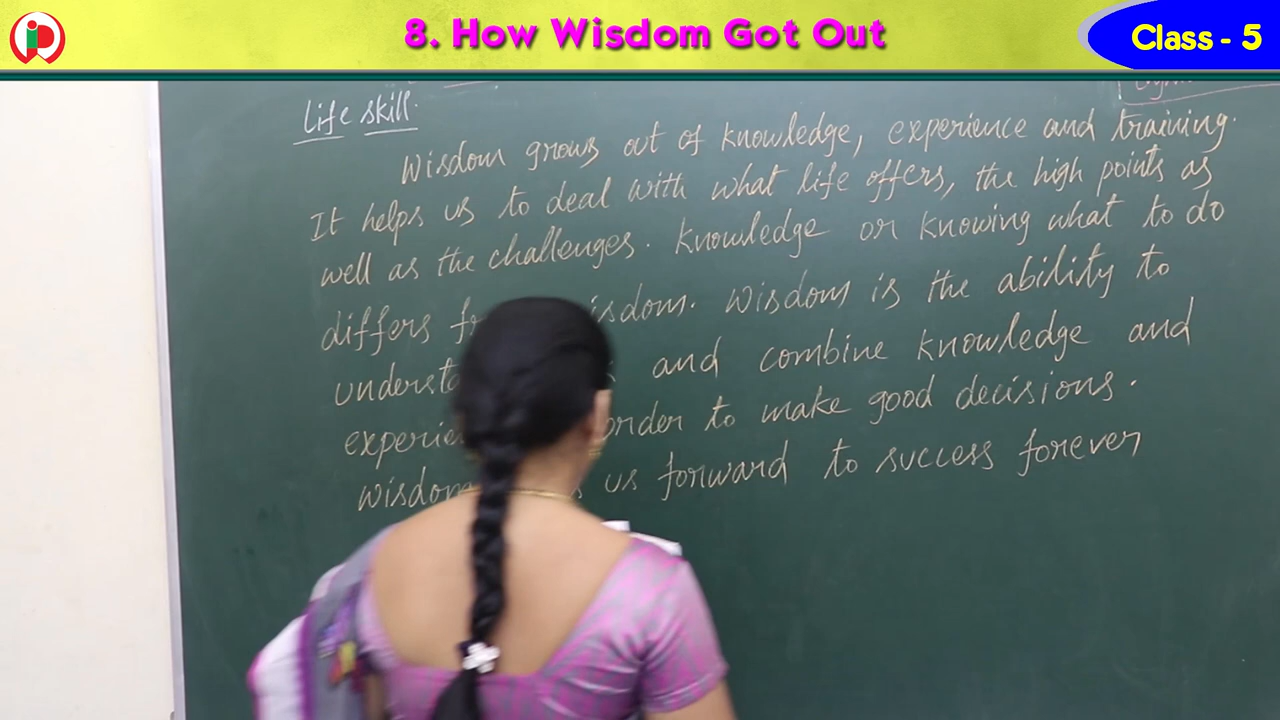 8. How Wisdom Got Out
Class - 5
Life skill.
Wisdom grows out of knowledge, experience and training.
It helps us to deal with what life offers, the high points as
well as the challenges. Knowledge or knowing what to do
differs wisdom. Wisdom is the ability to
and combine knowledge and
order to make good decisions.
wisdom us forward to success forever